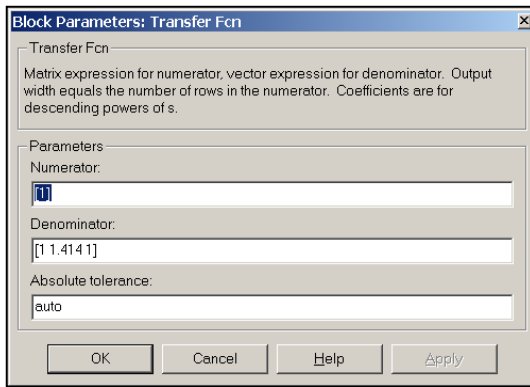 Block Parameters: Transfer Fcn
Transfer Fcn
Matrix expression for numerator, vector expression for denominator. Output
width equals the number of rows in the numerator. Coefficients are for
descending powers of s.
Parameters
Numerator:
[1]
Denominator:
[1 1.414 1]
Absolute tolerance:
auto
OK Cancel Help Apply